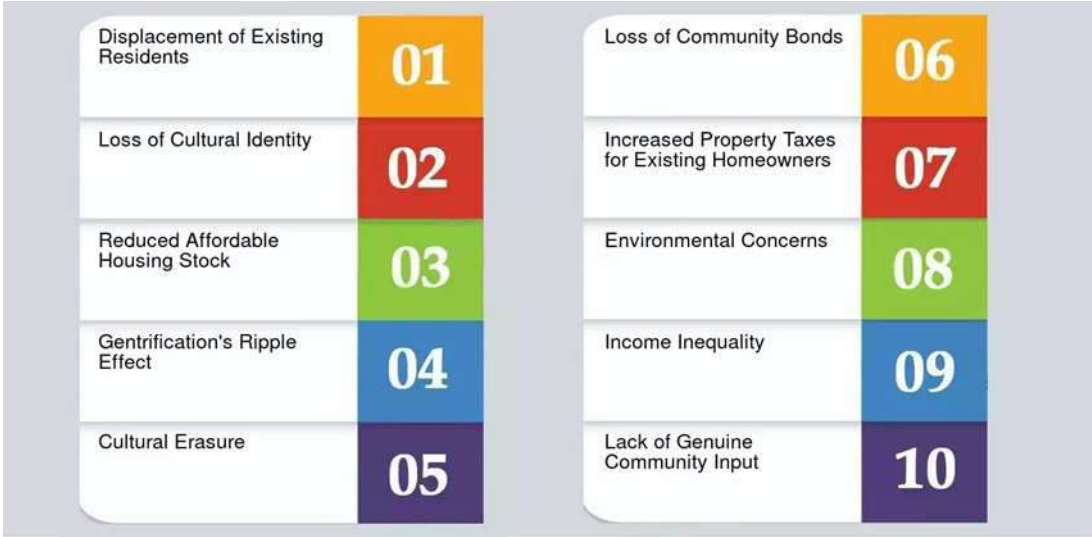 Displacement of Existing
Residents
01
Loss of Cultural Identity
02
Reduced Affordable
Housing Stock
03
Gentrification's Ripple
Effect
04
Cultural Erasure
05
Loss of Community Bonds
06
Increased Property Taxes
for Existing Homeowners
07
Environmental Concerns
08
Income Inequality
09
Lack of Genuine
Community Input
10